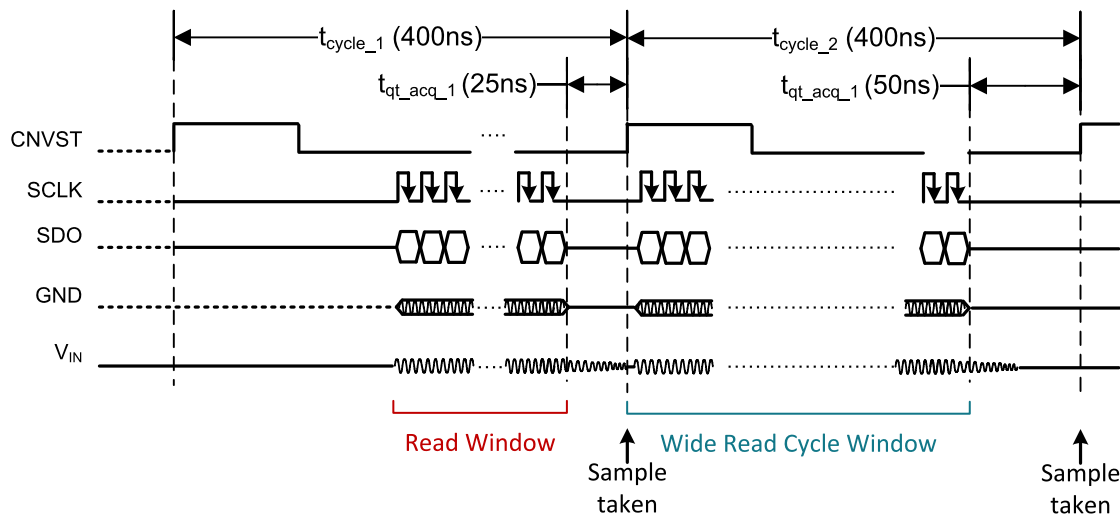 tcycle_1 (400ns)
tcycle_2 (400ns)
tqt_acq_1 (25ns)
tqt_acq_1 (50ns)
CNVST
SCLK
SDO
GND
VIN
Read Window
Wide Read Cycle Window
Sample
taken
Sample
taken